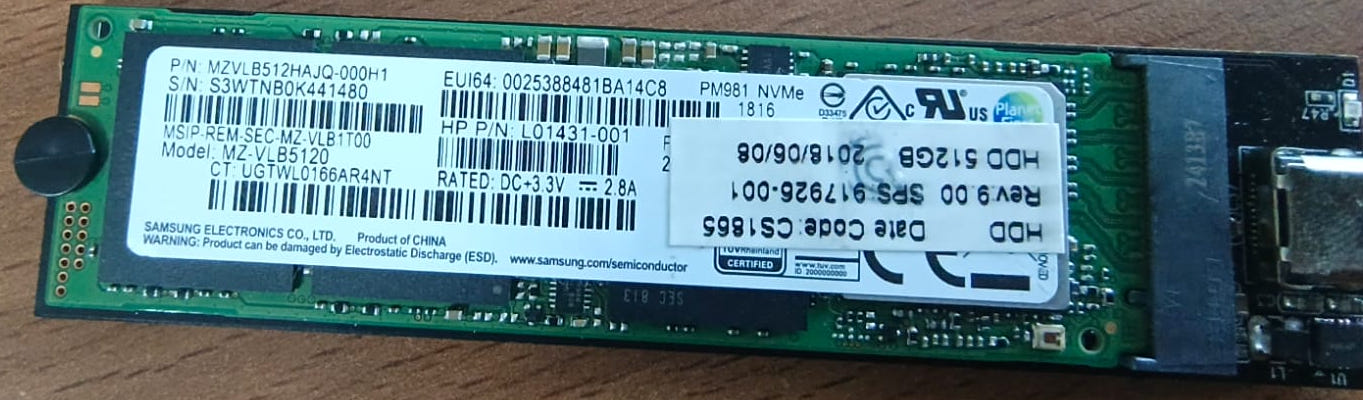 P/N: MZVLB512HAJQ-000H1
S/N: S3WTNB0K441480
MSIP-REM-SEC-MZ-VLB1T00
Model: MZ-VLB5120
CT: UGTWL0166AR4NT
EUI64: 0025388481BA14C8
HP P/N: L01431-001
RATED: DC+3.3V ⎓ 2.8A
PM981 NVMe
1816
D33475
C US
Planet
SAMSUNG ELECTRONICS CO., LTD. Product of CHINA
WARNING: Product can be damaged by Electrostatic Discharge (ESD). www.samsung.com/semiconductor
HDD Date Code: CS1865
Rev 9.00 SPS 917926-001
HDD 512GB 2018/06/08
TÜVRheinland
CERTIFIED
www.tuv.com
ID 2000000000
SEC 813
R47
L1
U1